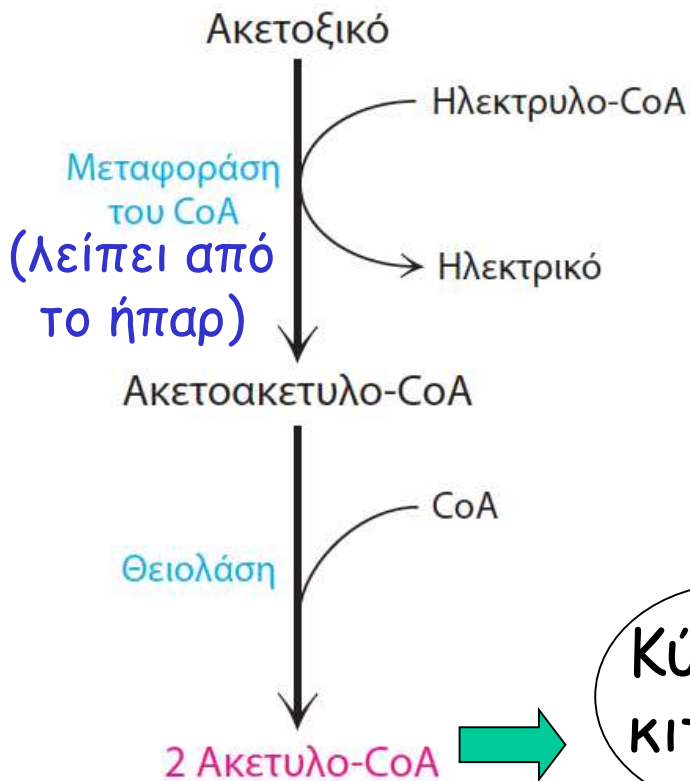 Ακετοξικό
Ηλεκτρυλο-CoA
Μεταφοράση
του CoA
(λείπει από
το ήπαρ)
Ηλεκτρικό
Ακετοακετυλο-CoA
CoA
Θειολάση
2 Ακετυλο-CoA